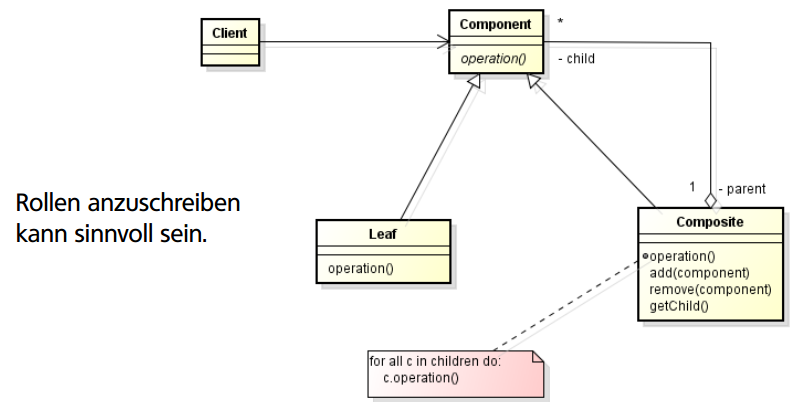 Client
Component
operation()
*
- child
Rollen anzuschreiben
kann sinnvoll sein.
1
- parent
Leaf
operation()
Composite
operation()
add(component)
remove(component)
getChild()
for all c in children do:
c.operation()